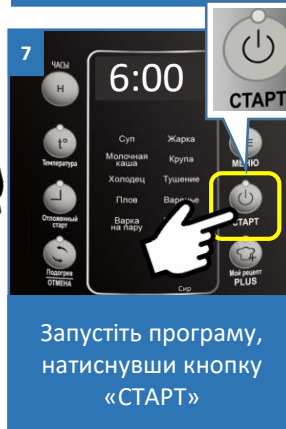 7
ЧАСЫ
Н
6:00
СТАРТ
t°
Температура
Суп
Жарка
Молочная каша
Крупа
МЕНЮ
Холодец
Тушение
Отложенный старт
Плов
Варенье
СТАРТ
Варка на пару
Подогрев
ОТМЕНА
Мой рецепт
PLUS
Сыр
Запустіть програму,
натиснувши кнопку
«СТАРТ»